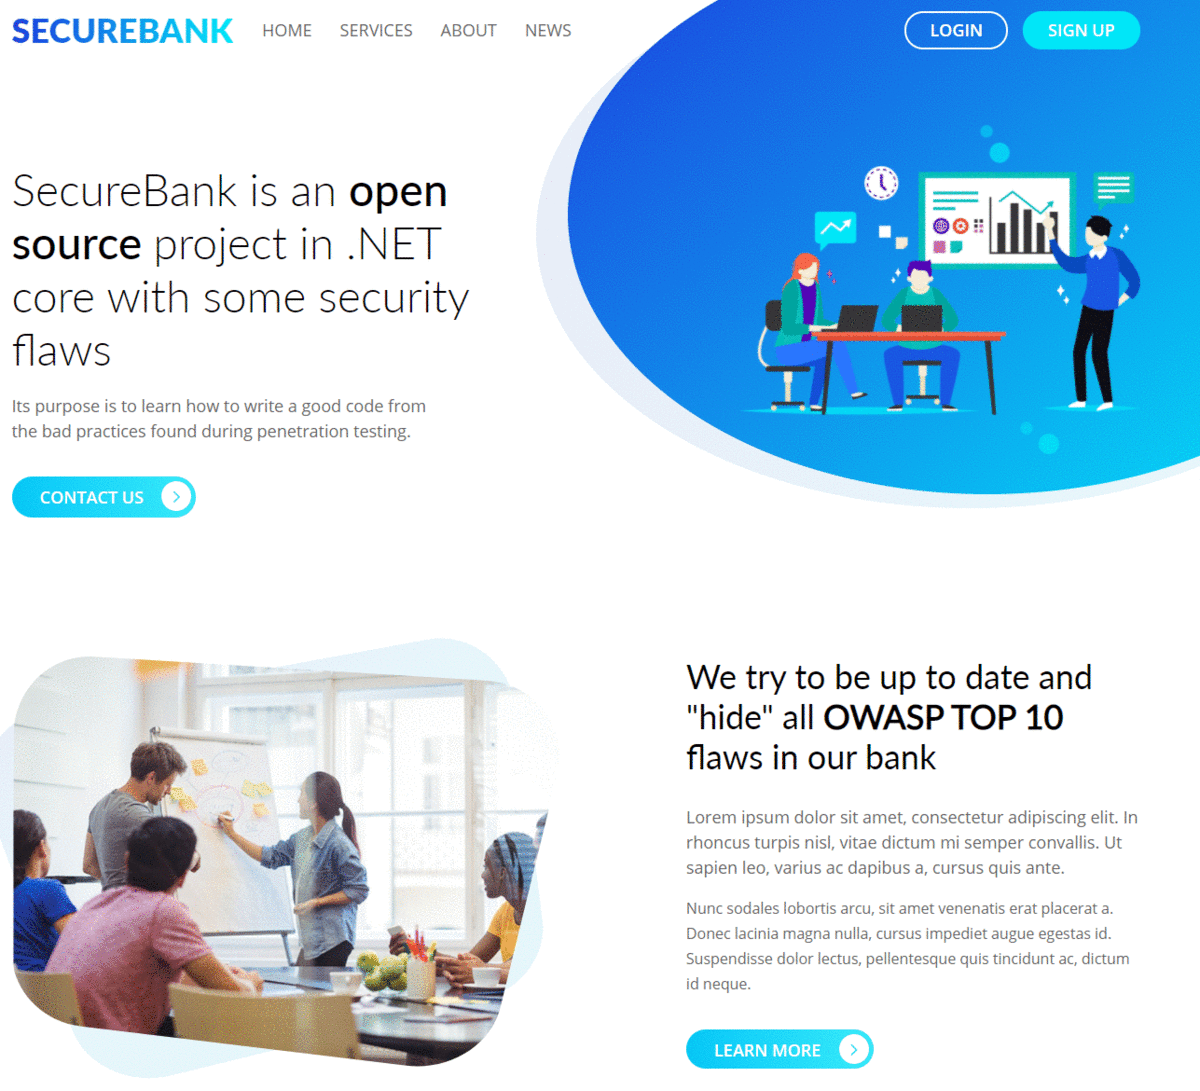 SECUREBANK HOME SERVICES ABOUT NEWS LOGIN SIGN UP
SecureBank is an open
source project in .NET
core with some security
flaws
Its purpose is to learn how to write a good code from
the bad practices found during penetration testing.
CONTACT US
We try to be up to date and
"hide" all OWASP TOP 10
flaws in our bank
Lorem ipsum dolor sit amet, consectetur adipiscing elit. In
rhoncus turpis nisl, vitae dictum mi semper convallis. Ut
sapien leo, varius ac dapibus a, cursus quis ante.
Nunc sodales lobortis arcu, sit amet venenatis erat placerat a.
Donec lacinia magna nulla, cursus impediet augue egestas id.
Suspendisse dolor lectus, pellentesque quis tincidunt ac, dictum
id neque.
LEARN MORE